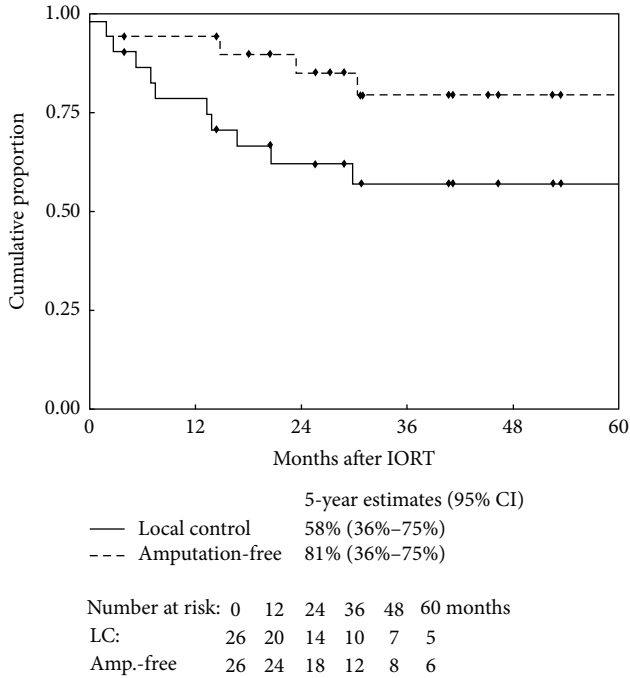 1.00
0.75
0.50
0.25
0.00
Cumulative proportion
0 12 24 36 48 60
Months after IORT
5-year estimates (95% CI)
Local control 58% (36%–75%)
Amputation-free 81% (36%–75%)
Number at risk: 0 12 24 36 48 60 months
LC: 26 20 14 10 7 5
Amp.-free 26 24 18 12 8 6